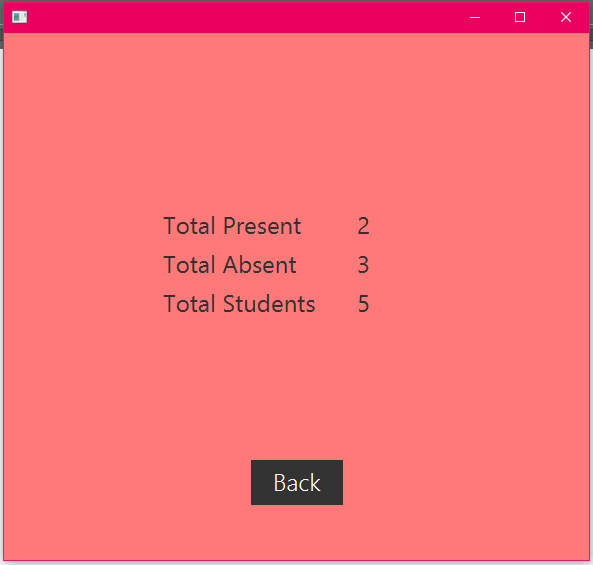 Total Present 2
Total Absent 3
Total Students 5
Back